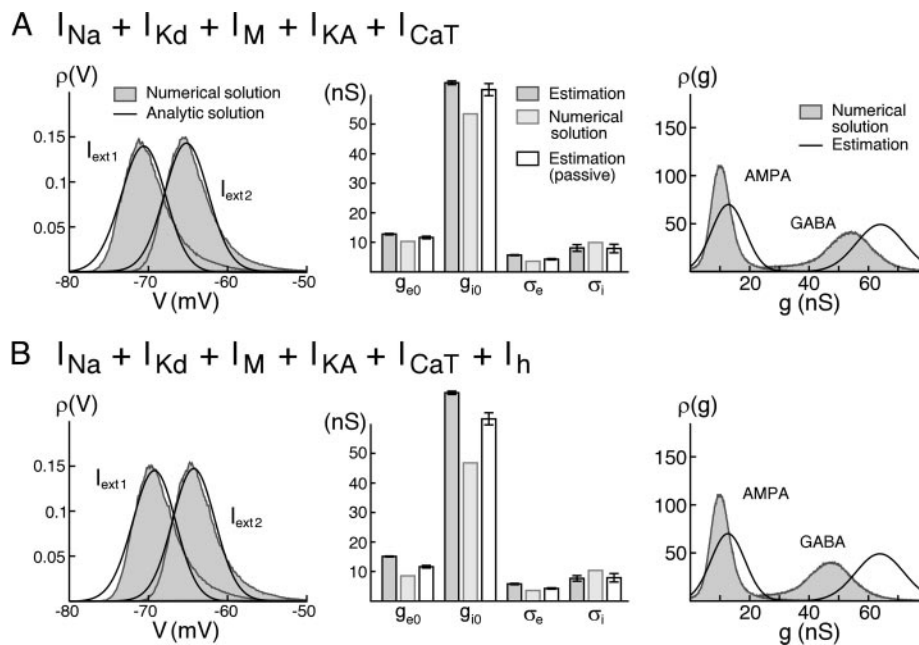 A I_Na + I_Kd + I_M + I_KA + I_CaT
ρ(V)
Numerical solution
Analytic solution
0.15
0.1
0.05
I_ext1
I_ext2
-80 -70 -60 -50
V (mV)
(nS)
50
40
30
20
10
Estimation
Numerical
solution
Estimation
(passive)
g_e0 g_i0 σ_e σ_i
ρ(g)
150
100
50
Numerical
solution
Estimation
AMPA
GABA
20 40 60
g (nS)
B I_Na + I_Kd + I_M + I_KA + I_CaT + I_h
ρ(V)
0.15
0.1
0.05
I_ext1
I_ext2
-80 -70 -60 -50
V (mV)
(nS)
50
40
30
20
10
g_e0 g_i0 σ_e σ_i
ρ(g)
150
100
50
AMPA
GABA
20 40 60
g (nS)